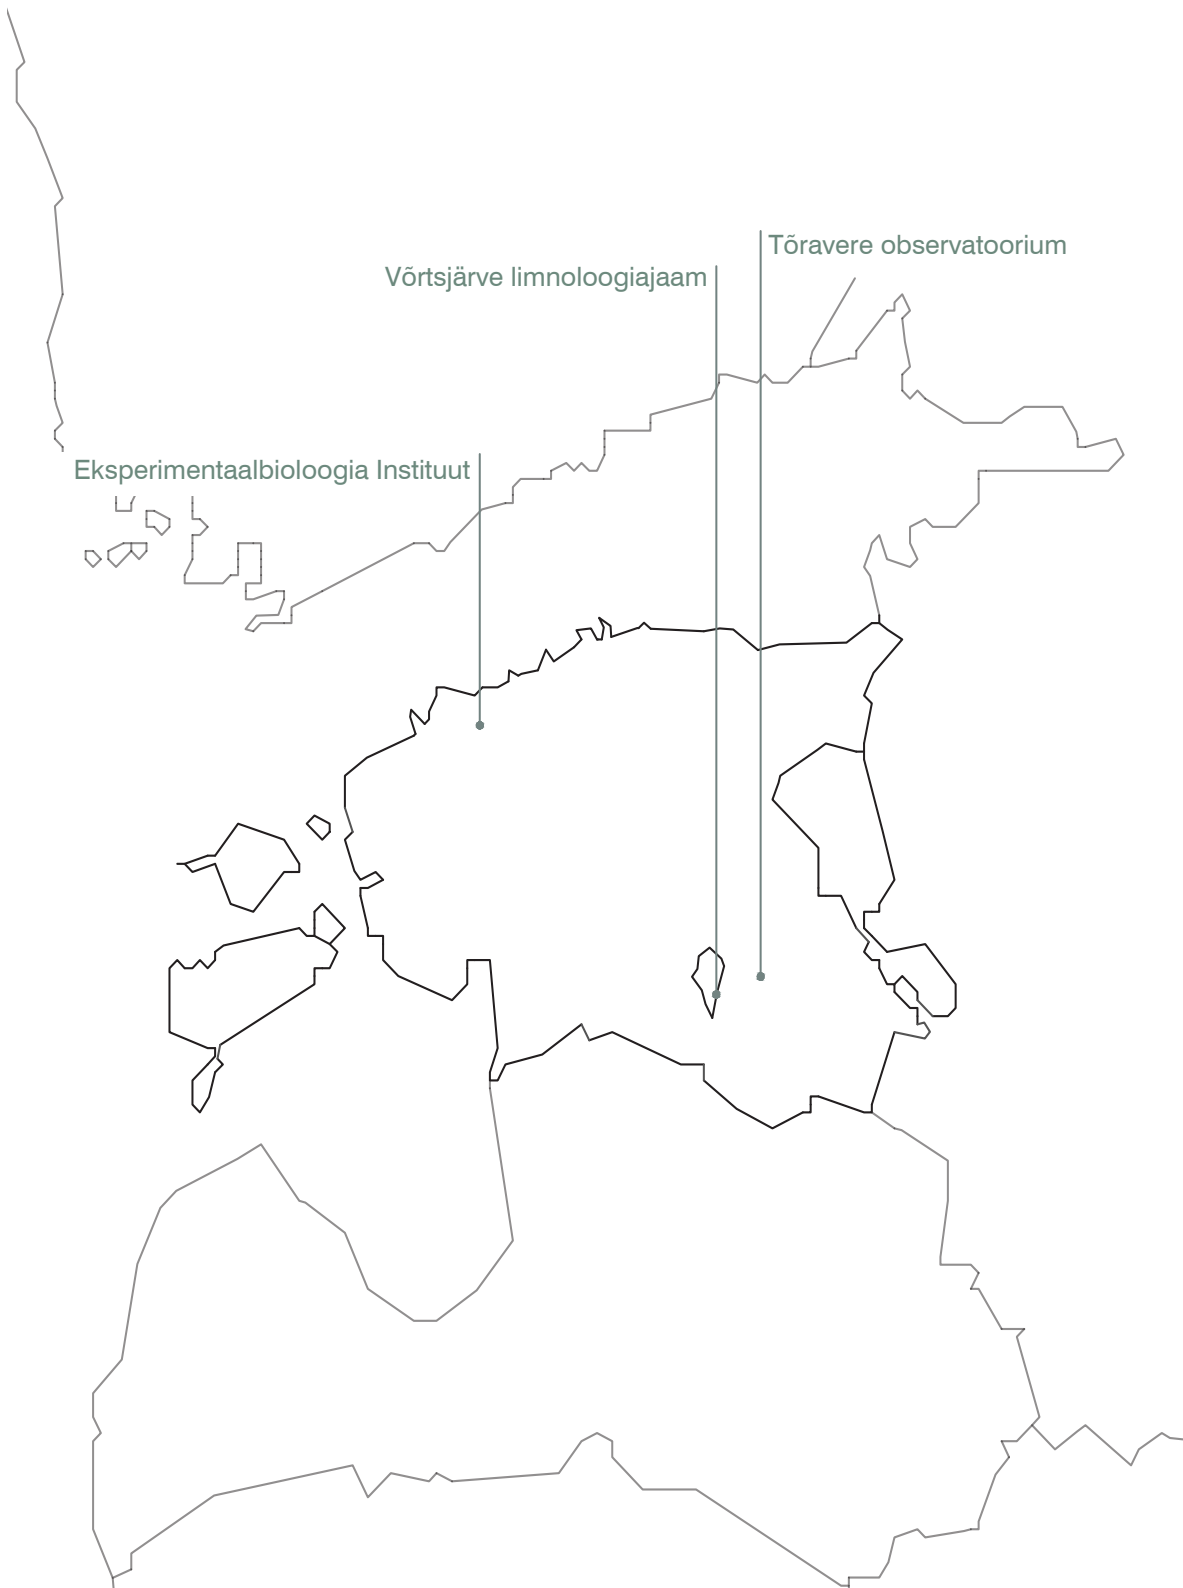 Tõravere observatoorium
Võrtsjärve limnoloogiajaam
Eksperimentaalbioloogia Instituut